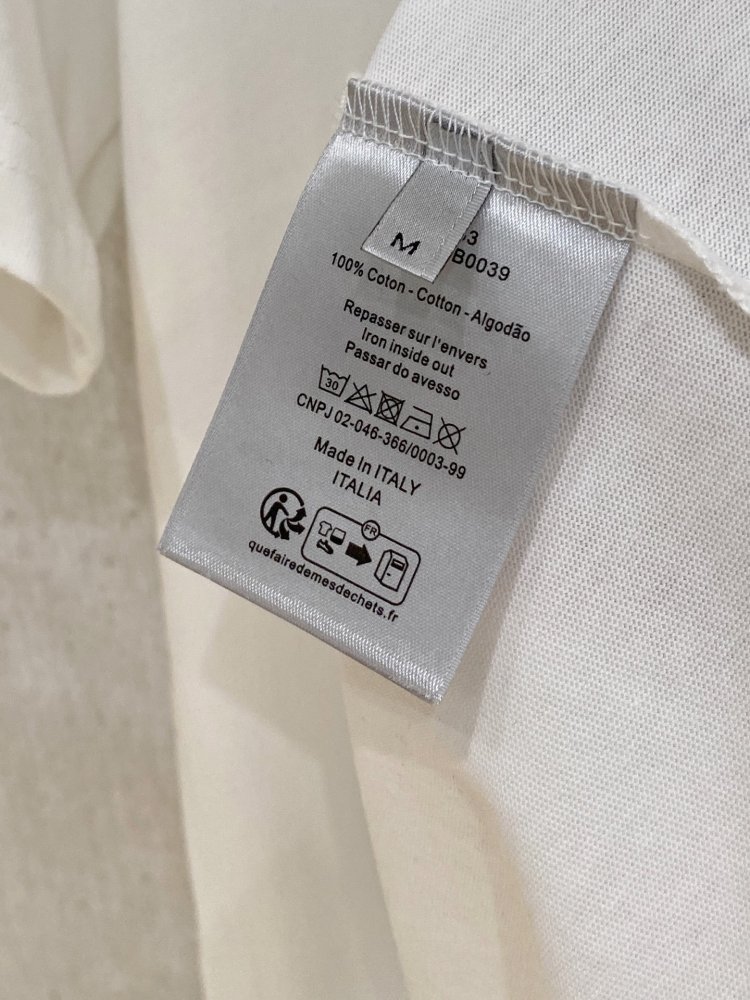 M
B0039
100% Coton - Cotton - Algodão
Repasser sur l'envers
Iron inside out
Passar do avesso
30
CNPJ 02-046-366/0003-99
Made In ITALY
ITALIA
FR
quefairedemesdechets.fr